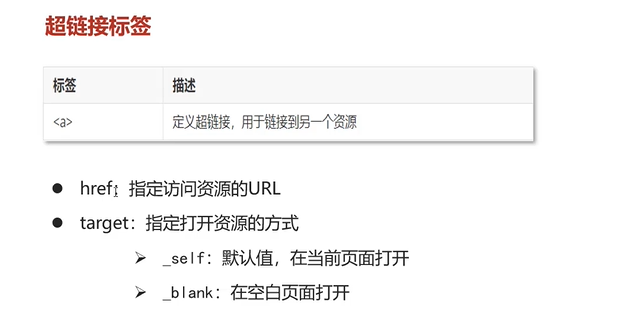 超链接标签
标签 描述
<a> 定义超链接，用于链接到另一个资源
href：指定访问资源的URL
target：指定打开资源的方式
_self：默认值，在当前页面打开
_blank：在空白页面打开